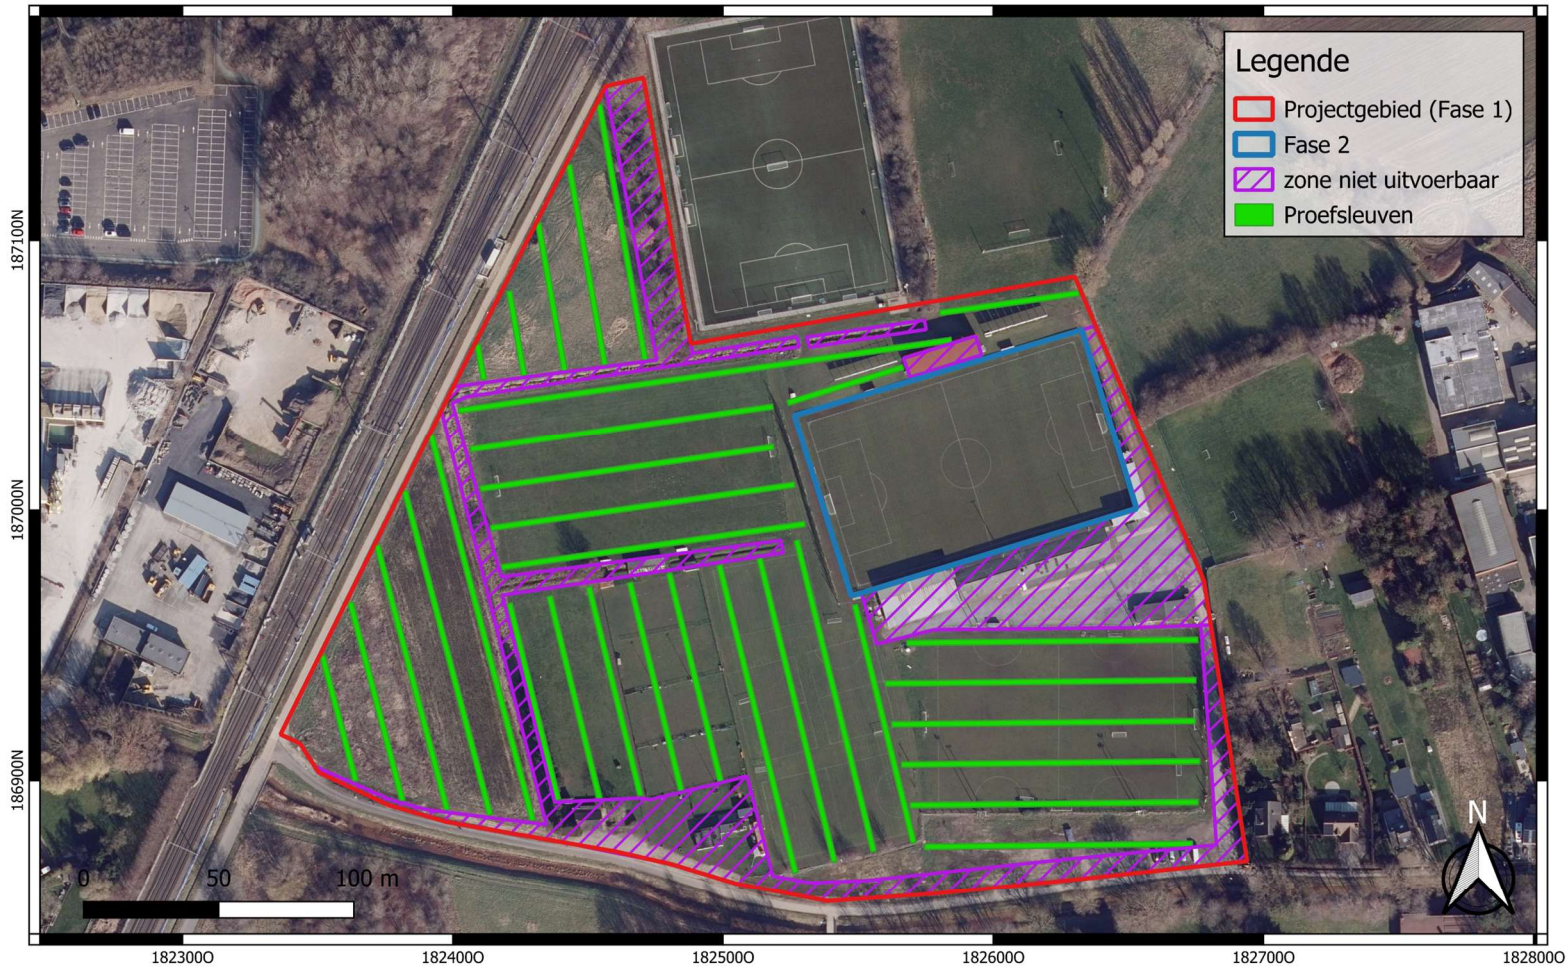 Legende
Projectgebied (Fase 1)
Fase 2
zone niet uitvoerbaar
Proefsleuven
187100N
187000N
186900N
N
0 50 100 m
182300O 182400O 182500O 182600O 182700O 182800O